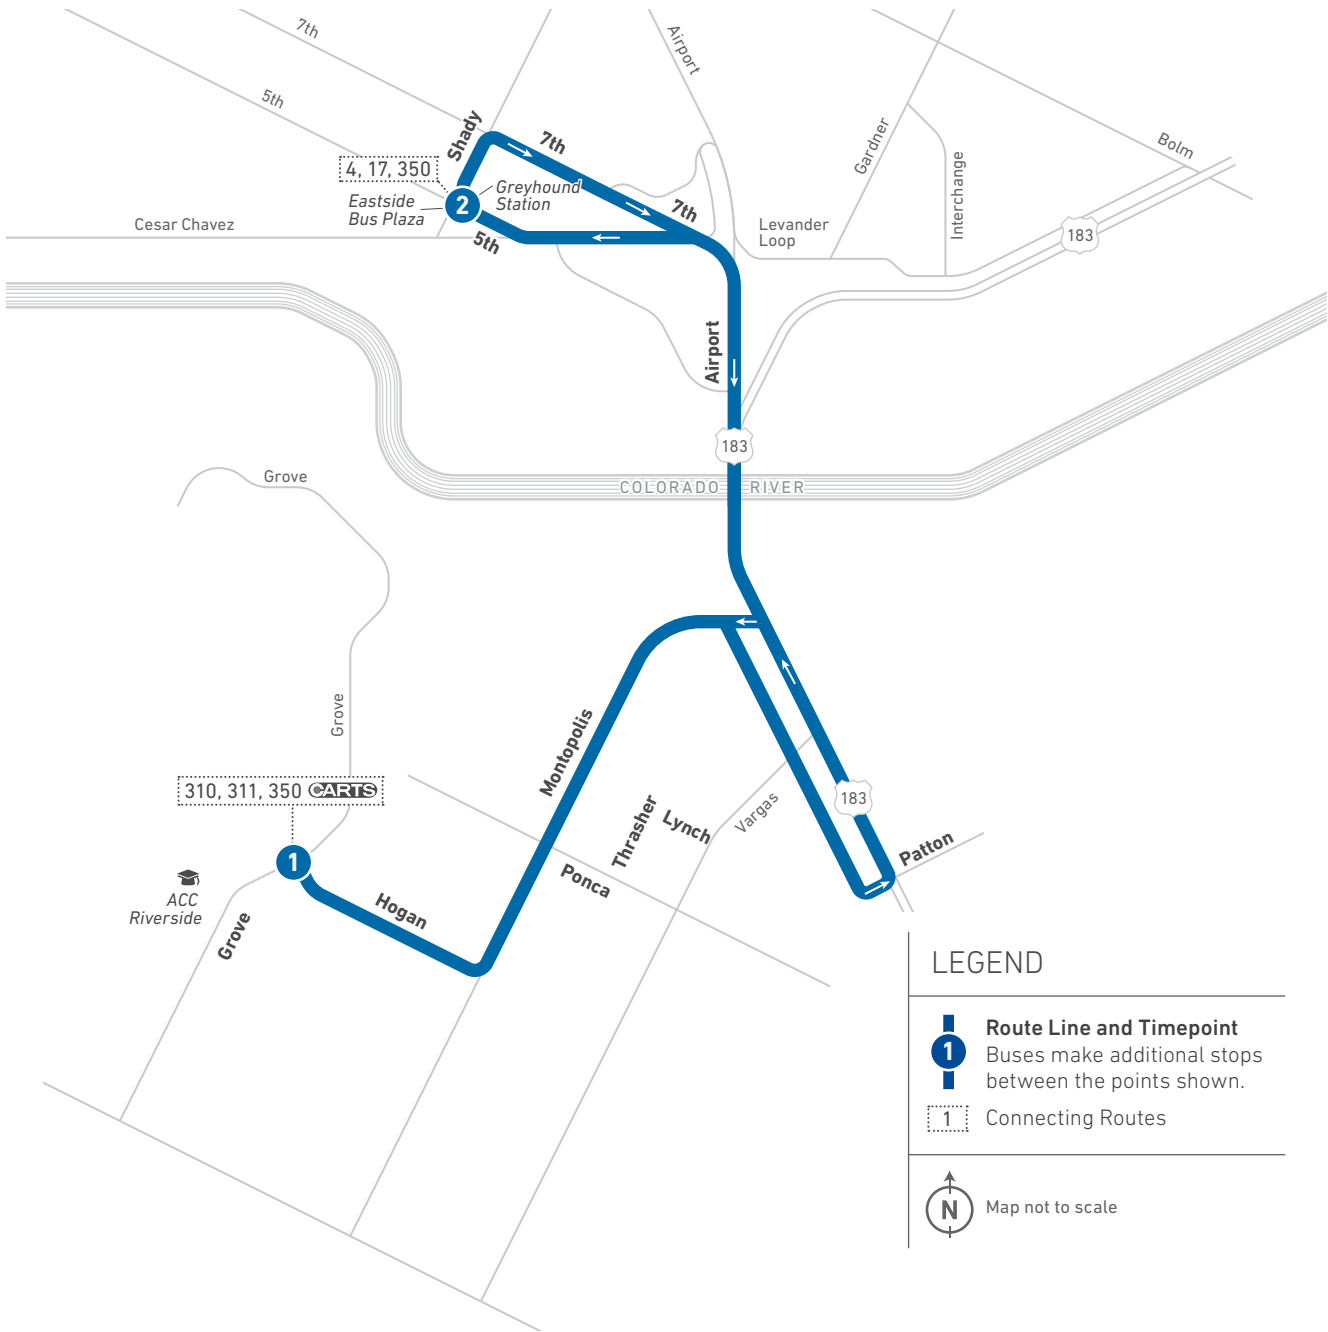 7th
Airport
5th
Shady
7th
Gardner
Bolm
4, 17, 350
Interchange
Eastside
Bus Plaza
2
Greyhound
Station
7th
Cesar Chavez
5th
Levander
Loop
183
Airport
183
COLORADO RIVER
Grove
Grove
Montopolis
310, 311, 350 CARTS
Thrasher
Lynch
Vargas
183
Patton
1
Ponca
ACC
Riverside
Hogan
Grove
LEGEND
1
Route Line and Timepoint
Buses make additional stops
between the points shown.
1
Connecting Routes
N
Map not to scale